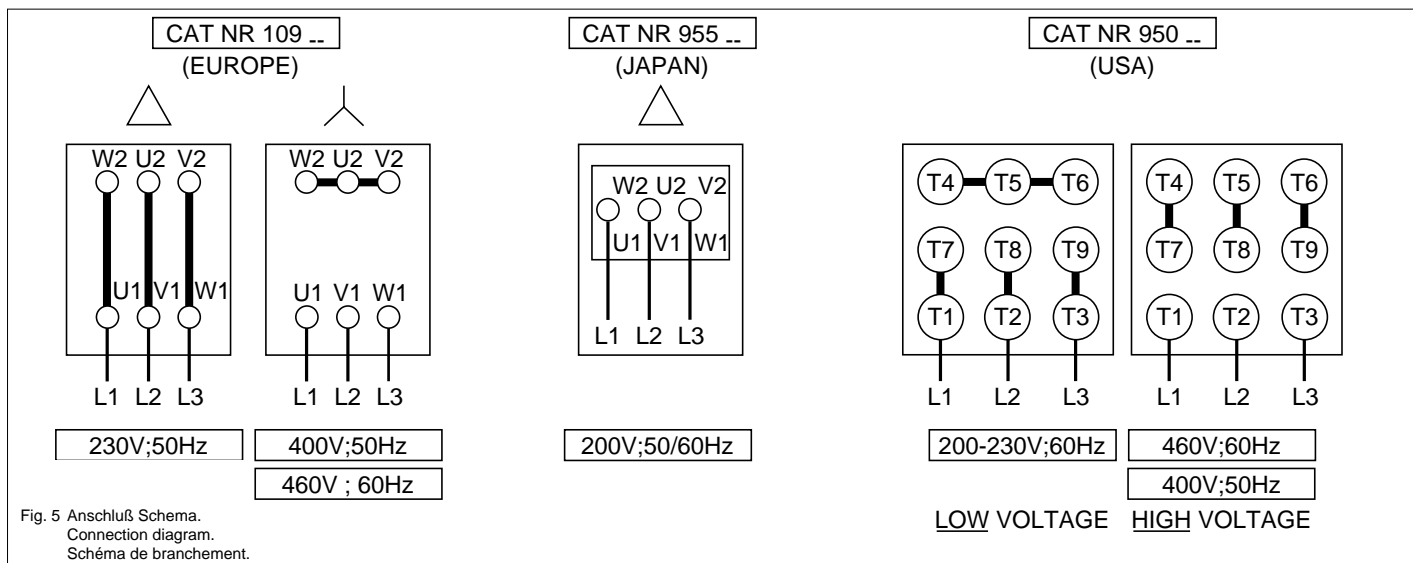 CAT NR 109 --
(EUROPE)
W2 U2 V2
U1 V1 W1
L1 L2 L3
230V;50Hz
W2 U2 V2
U1 V1 W1
L1 L2 L3
400V;50Hz
460V ; 60Hz
CAT NR 955 --
(JAPAN)
W2 U2 V2
U1 V1 W1
L1 L2 L3
200V;50/60Hz
CAT NR 950 --
(USA)
T4 T5 T6
T7 T8 T9
T1 T2 T3
L1 L2 L3
200-230V;60Hz
LOW VOLTAGE
T4 T5 T6
T7 T8 T9
T1 T2 T3
L1 L2 L3
460V;60Hz
400V;50Hz
HIGH VOLTAGE
Fig. 5 Anschluß Schema.
Connection diagram.
Schéma de branchement.